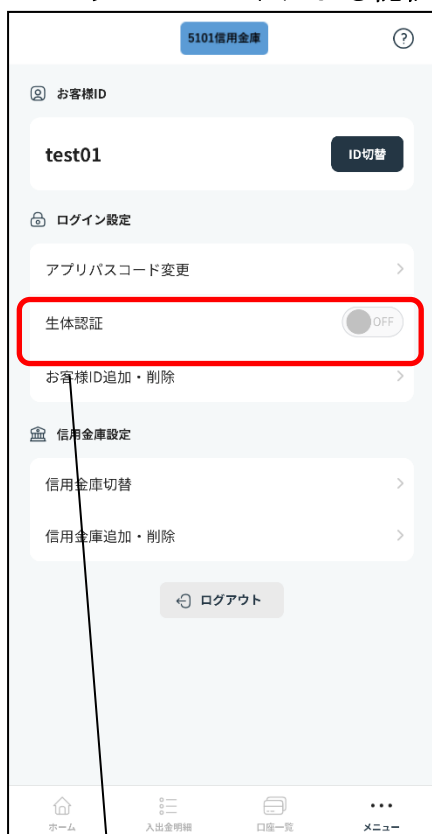 5101信用金庫
?
お客様ID
test01
ID切替
ログイン設定
アプリパスコード変更
生体認証
OFF
お客様ID追加・削除
信用金庫設定
信用金庫切替
信用金庫追加・削除
ログアウト
ホーム
入出金明細
口座一覧
メニュー